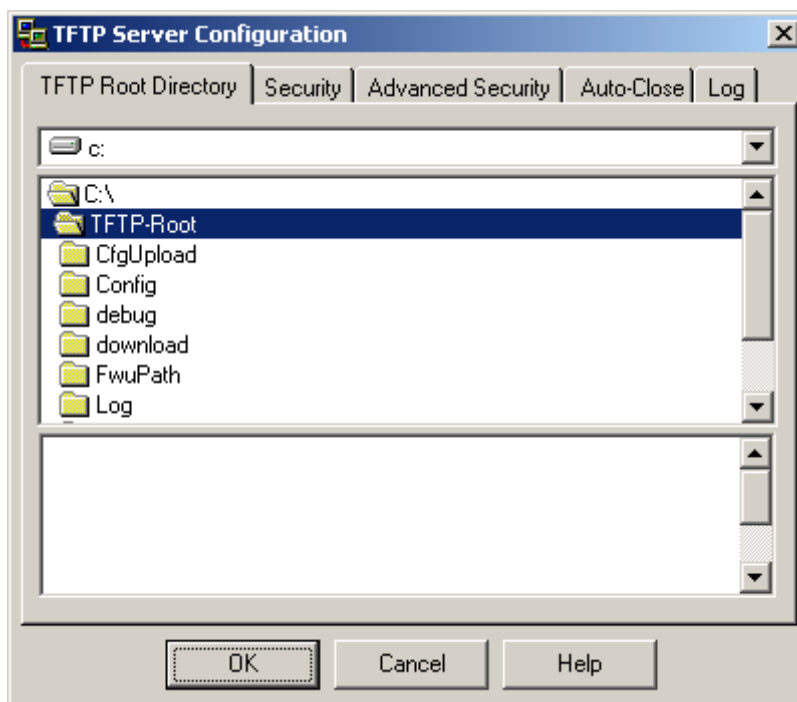 TFTP Server Configuration
TFTP Root Directory Security Advanced Security Auto-Close Log
c:
C:\
TFTP-Root
CfgUpload
Config
debug
download
FwuPath
Log
OK Cancel Help